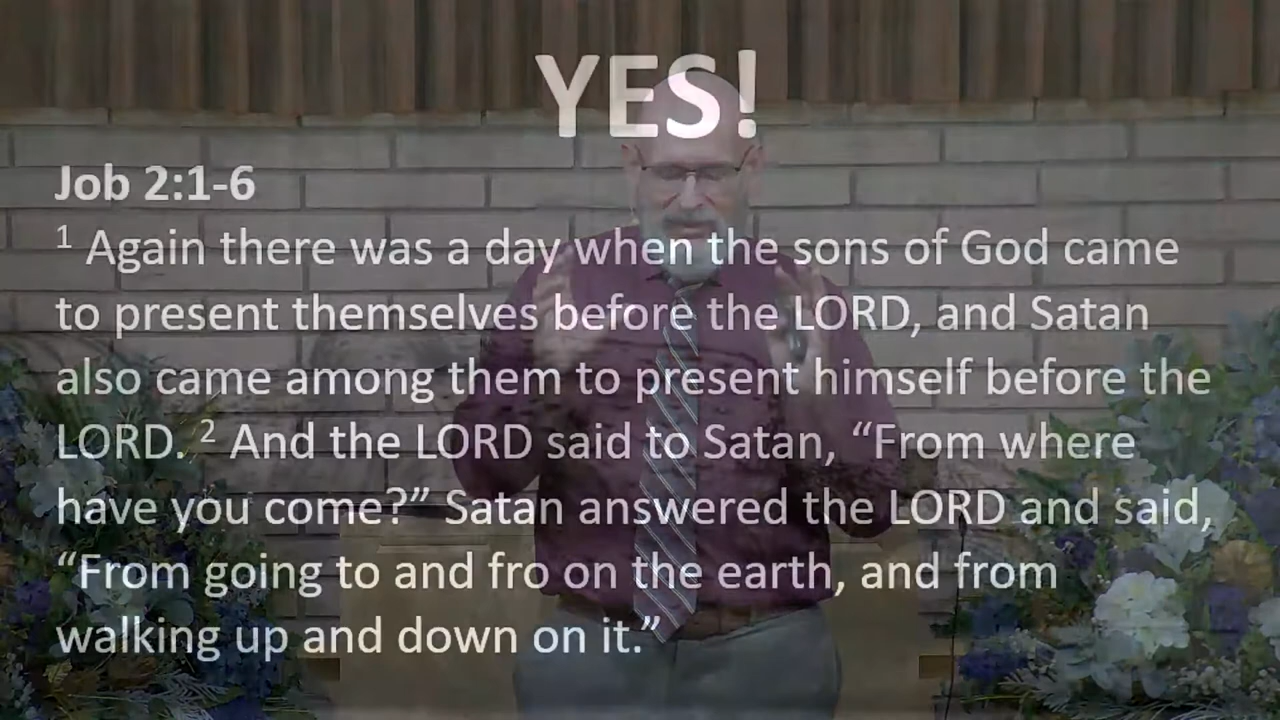 YES!
Job 2:1-6
1 Again there was a day when the sons of God came
to present themselves before the LORD, and Satan
also came among them to present himself before the
LORD. 2 And the LORD said to Satan, “From where
have you come?” Satan answered the LORD and said,
“From going to and fro on the earth, and from
walking up and down on it.”